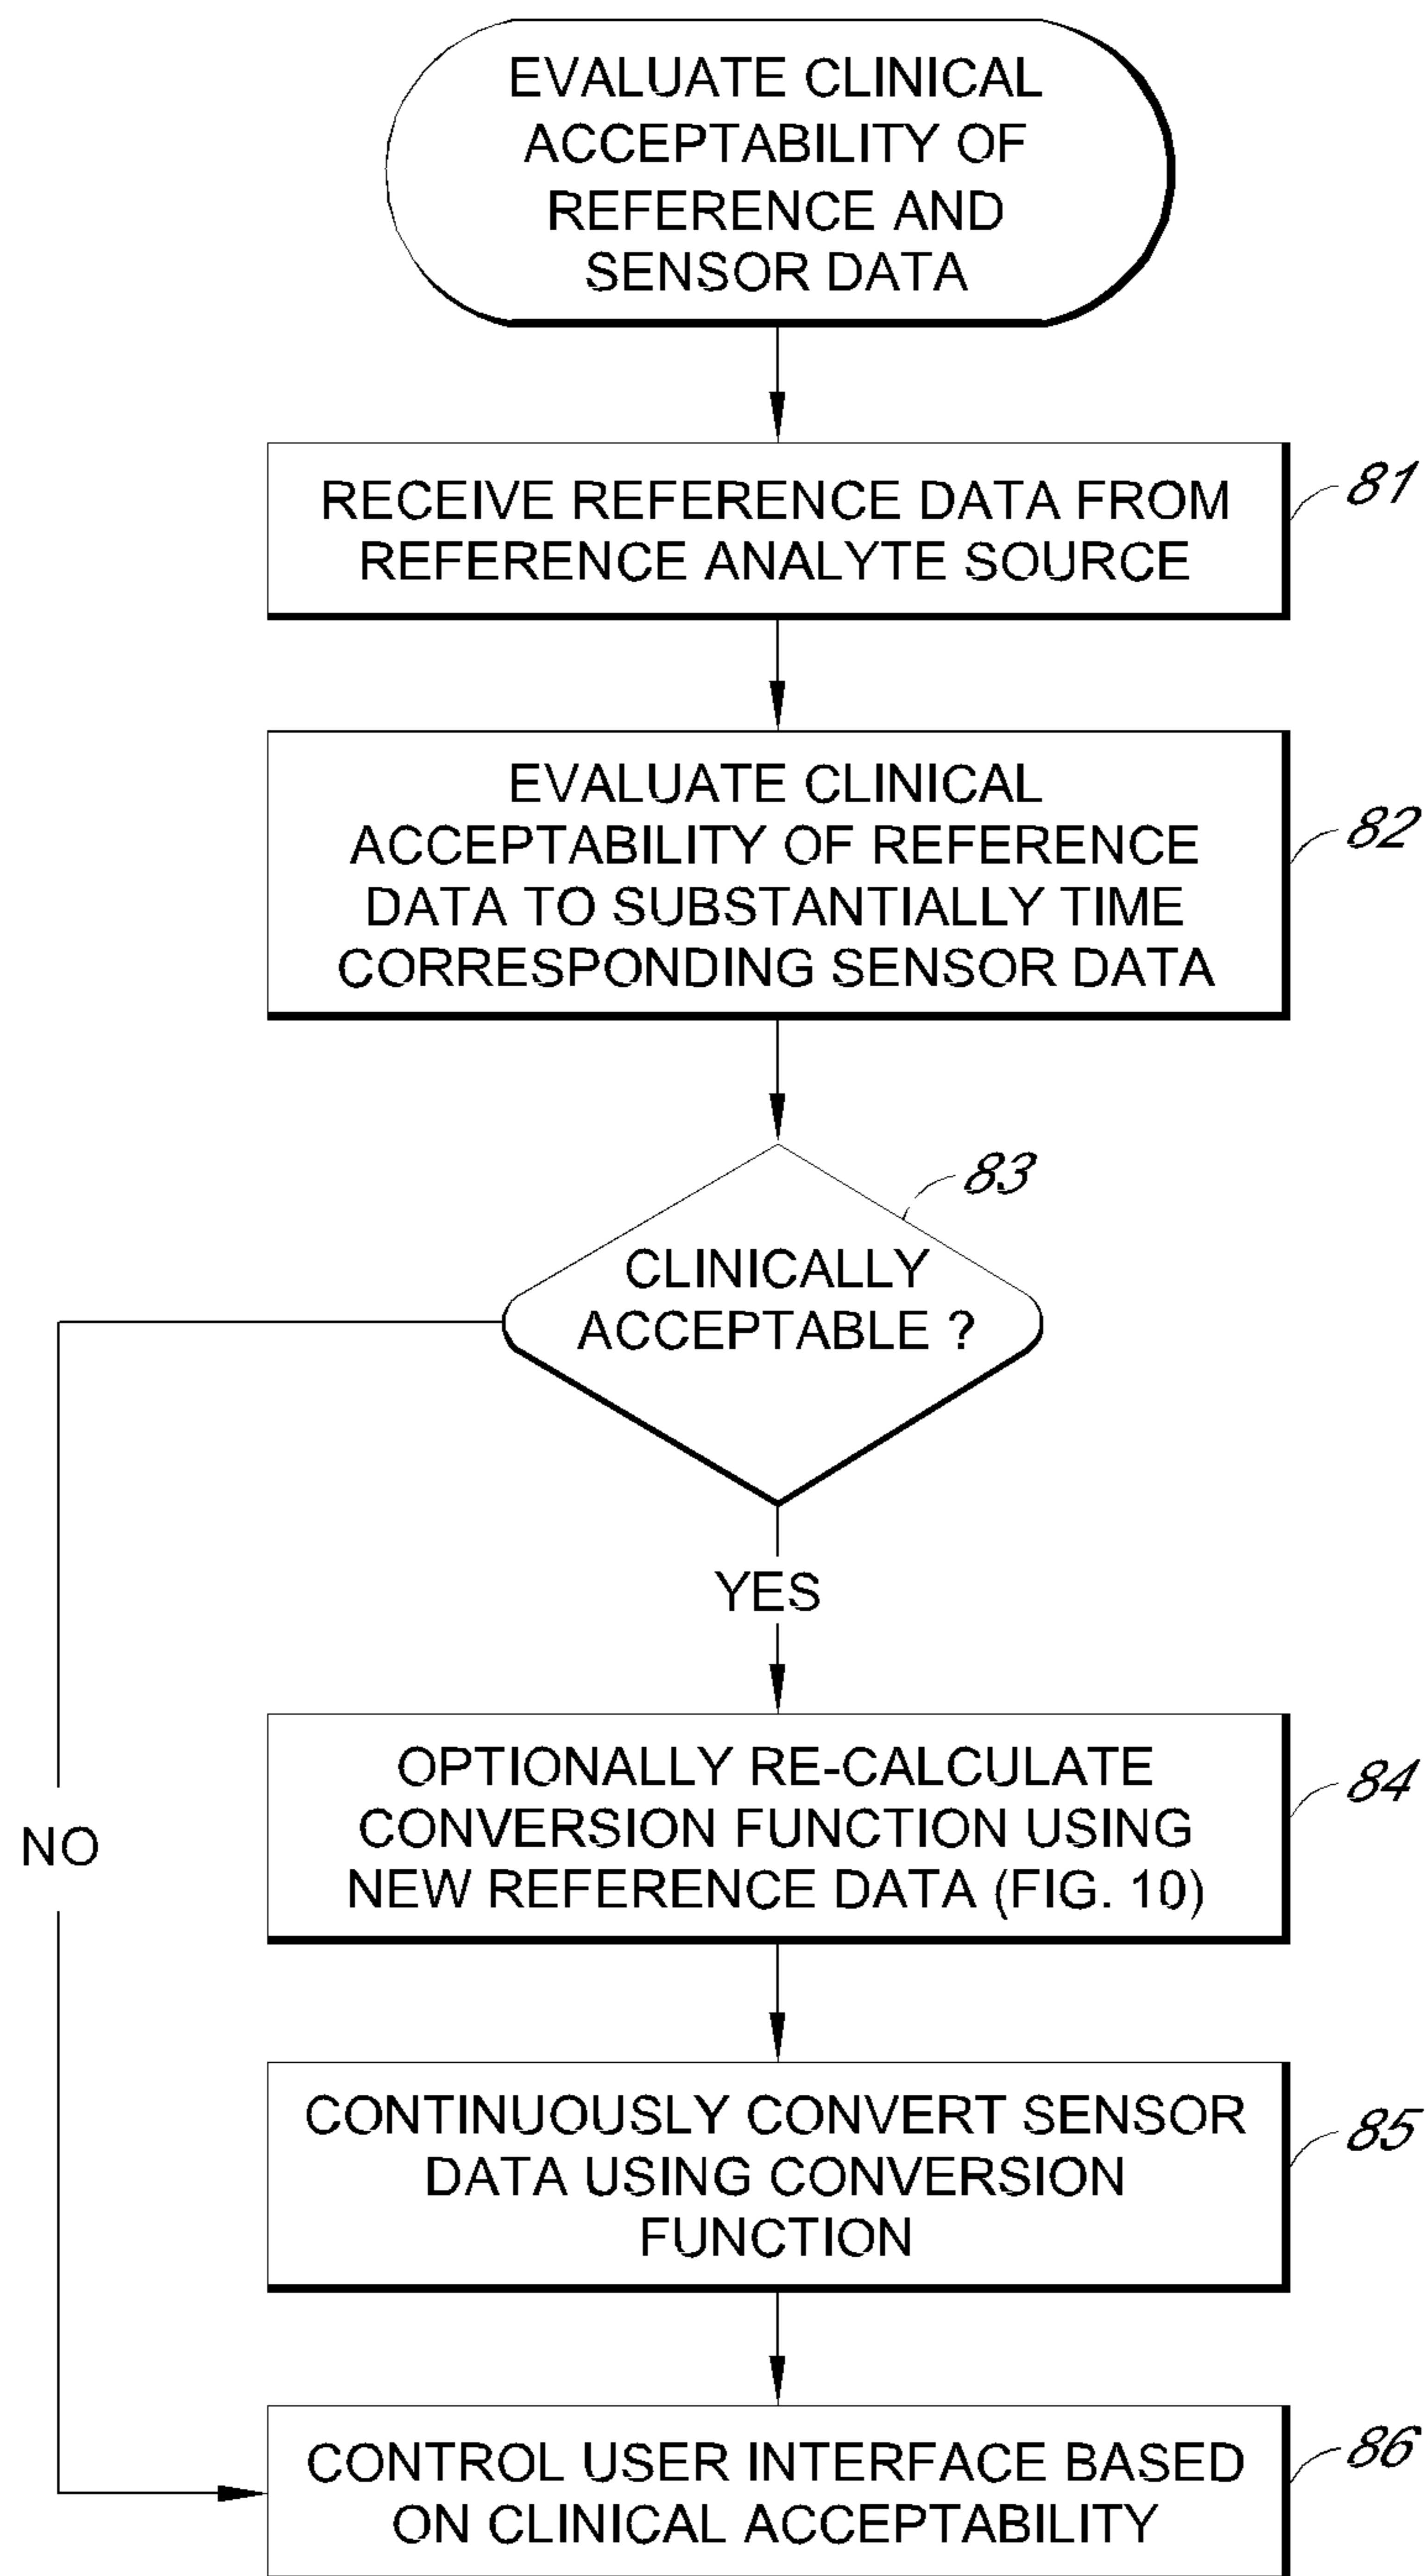 EVALUATE CLINICAL
ACCEPTABILITY OF
REFERENCE AND
SENSOR DATA
RECEIVE REFERENCE DATA FROM
REFERENCE ANALYTE SOURCE
81
EVALUATE CLINICAL
ACCEPTABILITY OF REFERENCE
DATA TO SUBSTANTIALLY TIME
CORRESPONDING SENSOR DATA
82
83
CLINICALLY
ACCEPTABLE ?
YES
NO
OPTIONALLY RE-CALCULATE
CONVERSION FUNCTION USING
NEW REFERENCE DATA (FIG. 10)
84
CONTINUOUSLY CONVERT SENSOR
DATA USING CONVERSION
FUNCTION
85
CONTROL USER INTERFACE BASED
ON CLINICAL ACCEPTABILITY
86